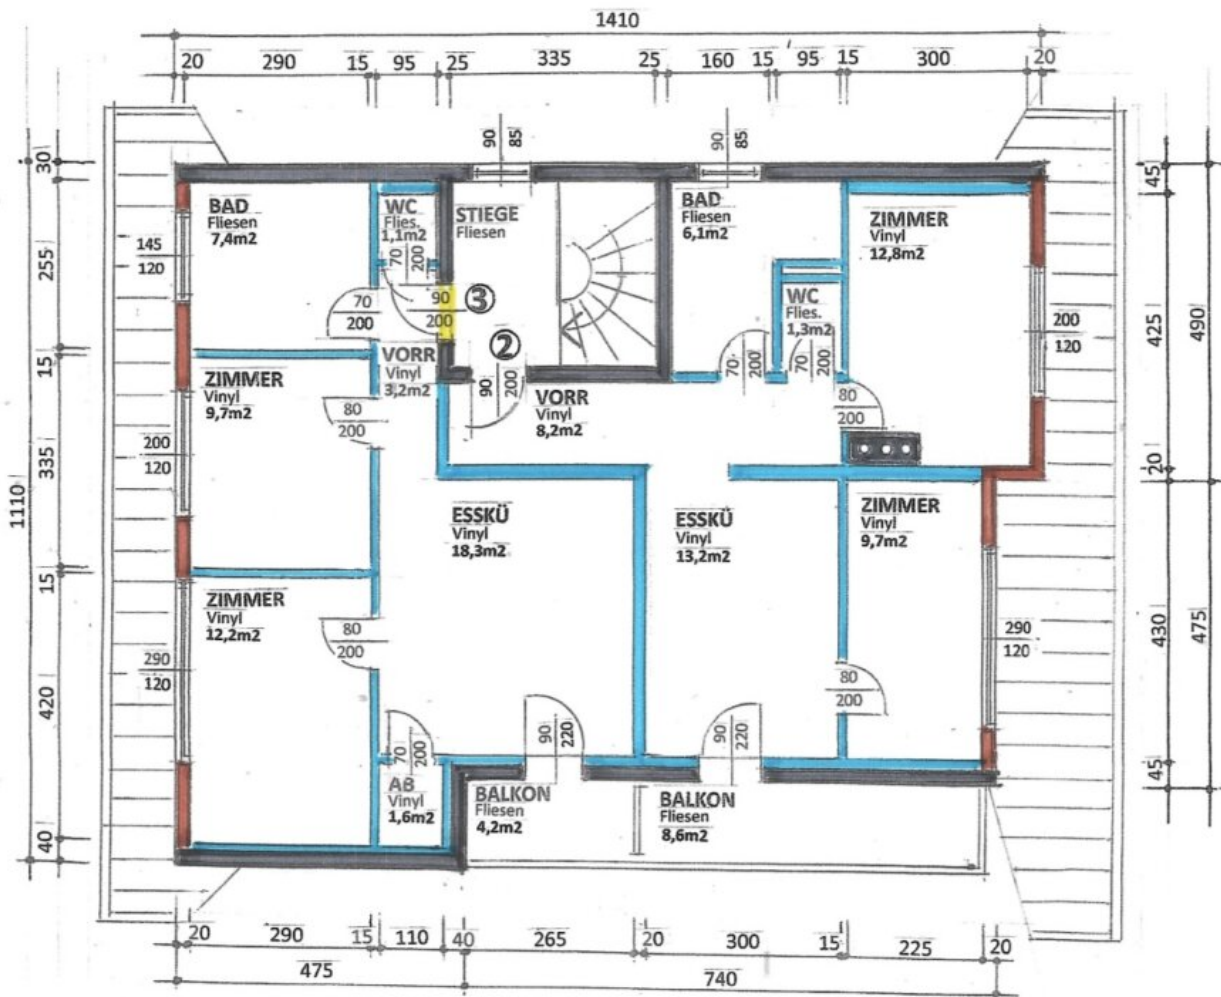 1410
20 290 15 95 25 335 25 160 15 95 15 300 20
90
85
90
85
30
255
15
335
15
420
40
1110
45
425
20
430
45
490
475
BAD
Fliesen
7,4m2
WC
Flies.
1,1m2
70
200
STIEGE
Fliesen
BAD
Fliesen
6,1m2
ZIMMER
Vinyl
12,8m2
145
120
70
200
90
200
③
WC
Flies.
1,3m2
200
120
②
VORR
Vinyl
3,2m2
70
200
70
200
ZIMMER
Vinyl
9,7m2
80
200
90
200
VORR
Vinyl
8,2m2
80
200
200
120
ESSKÜ
Vinyl
18,3m2
ESSKÜ
Vinyl
13,2m2
ZIMMER
Vinyl
9,7m2
ZIMMER
Vinyl
12,2m2
80
200
290
120
290
120
80
200
70
200
90
220
90
220
AB
Vinyl
1,6m2
BALKON
Fliesen
4,2m2
BALKON
Fliesen
8,6m2
20 290 15 110 40 265 20 300 15 225 20
475 740